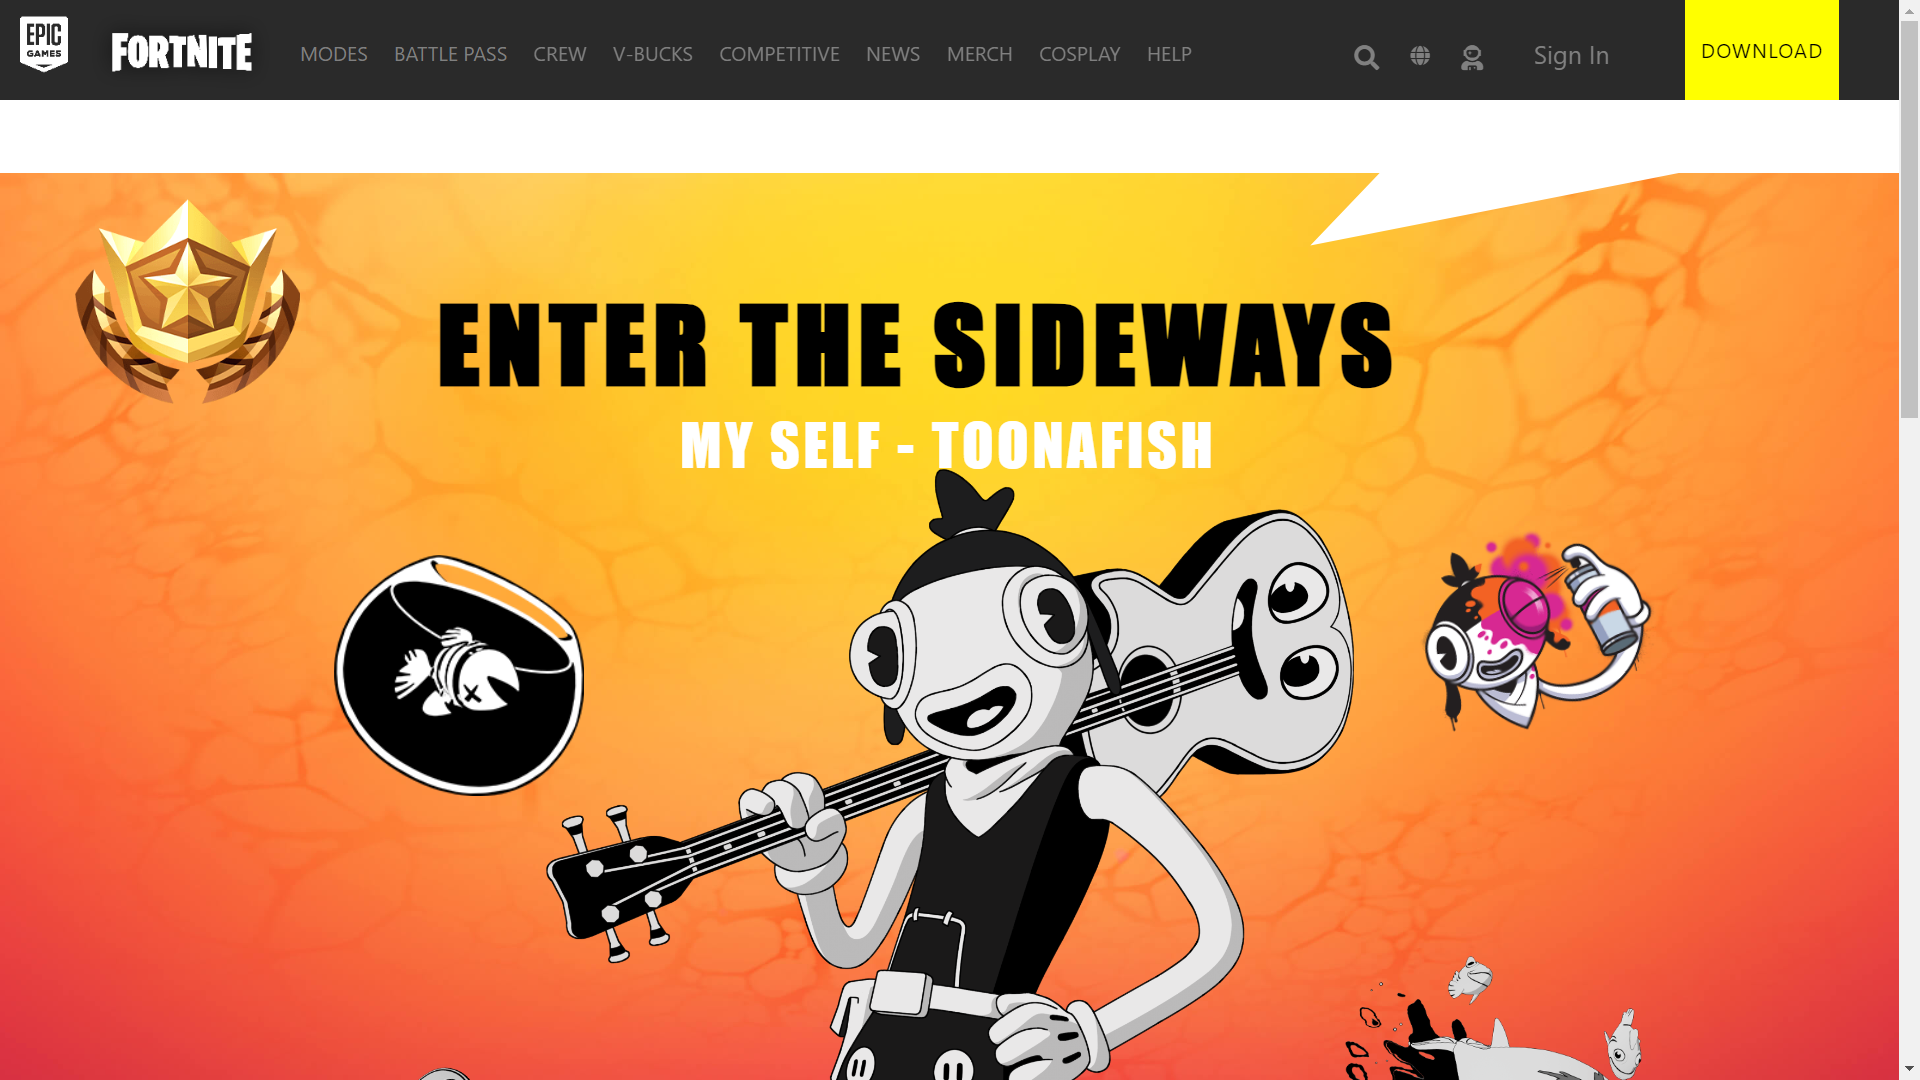 EPIC
GAMES
FORTNITE
MODES
BATTLE PASS
CREW
V-BUCKS
COMPETITIVE
NEWS
MERCH
COSPLAY
HELP
Sign In
DOWNLOAD
ENTER THE SIDEWAYS
MY SELF - TOONAFISH